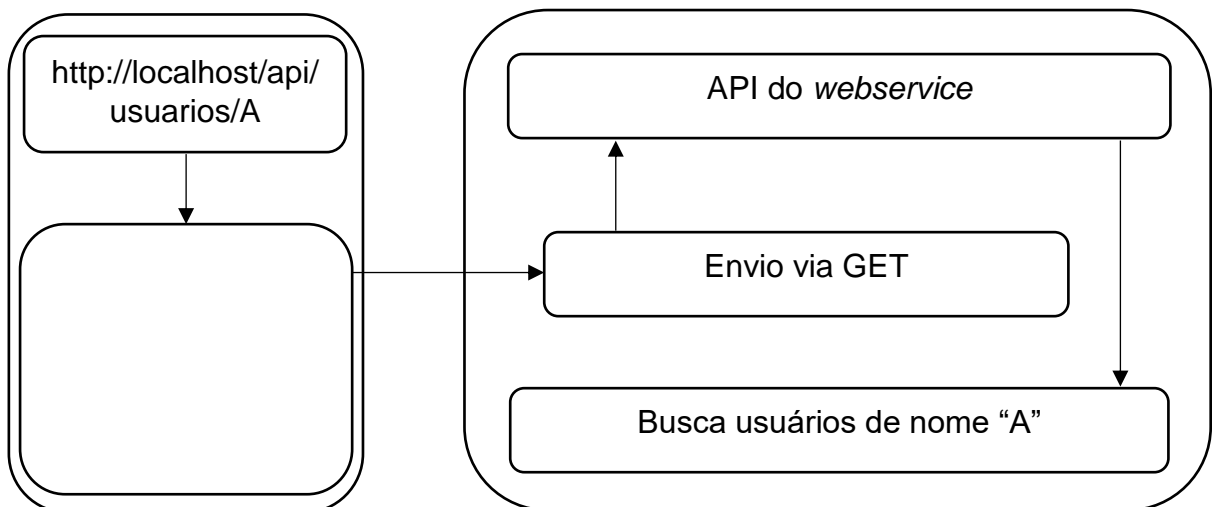 http://localhost/api/
usuarios/A
API do webservice
Envio via GET
Busca usuários de nome “A”